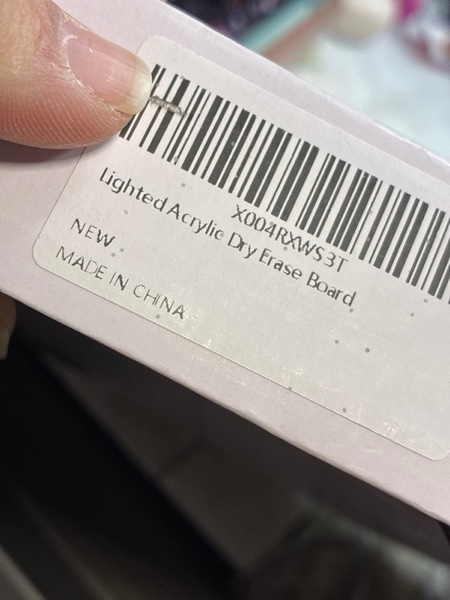 X004RXWS3T
Lighted Acrylic Dry Erase Board
NEW
MADE IN CHINA